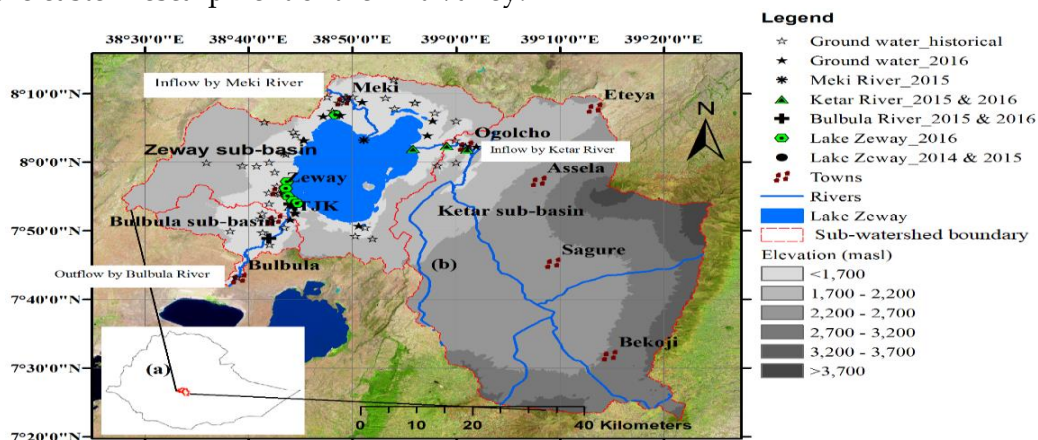 38°30'0"E 38°40'0"E 38°50'0"E 39°0'0"E 39°10'0"E 39°20'0"E
8°10'0"N
8°0'0"N
7°50'0"N
7°40'0"N
7°30'0"N
7°20'0"N
Inflow by Meki River
Meki
Eteya
N
Ogolcho
Inflow by Ketar River
Zeway sub-basin
Assela
Zeway
TJK
Ketar sub-basin
Bulbula sub-basin
Sagure
(b)
Bulbula
Outflow by Bulbula River
Bekoji
(a)
0 10 20 40 Kilometers
Legend
Ground water_historical
Ground water_2016
Meki River_2015
Ketar River_2015 & 2016
Bulbula River_2015 & 2016
Lake Zeway_2016
Lake Zeway_2014 & 2015
Towns
Rivers
Lake Zeway
Sub-watershed boundary
Elevation (masl)
<1,700
1,700 - 2,200
2,200 - 2,700
2,700 - 3,200
3,200 - 3,700
>3,700